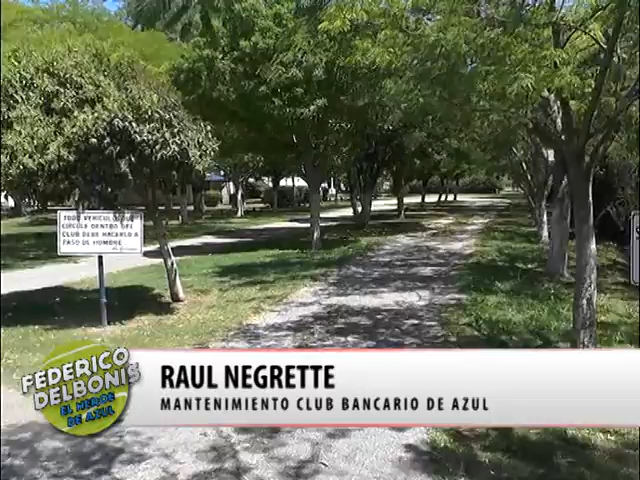 TODO VEHICULO QUE
CIRCULE DENTRO DEL
CLUB DEBE HACERLO A
PASO DE HOMBRE
FEDERICO
DELBONIS
EL HEROE
DE AZUL
RAUL NEGRETTE
MANTENIMIENTO CLUB BANCARIO DE AZUL